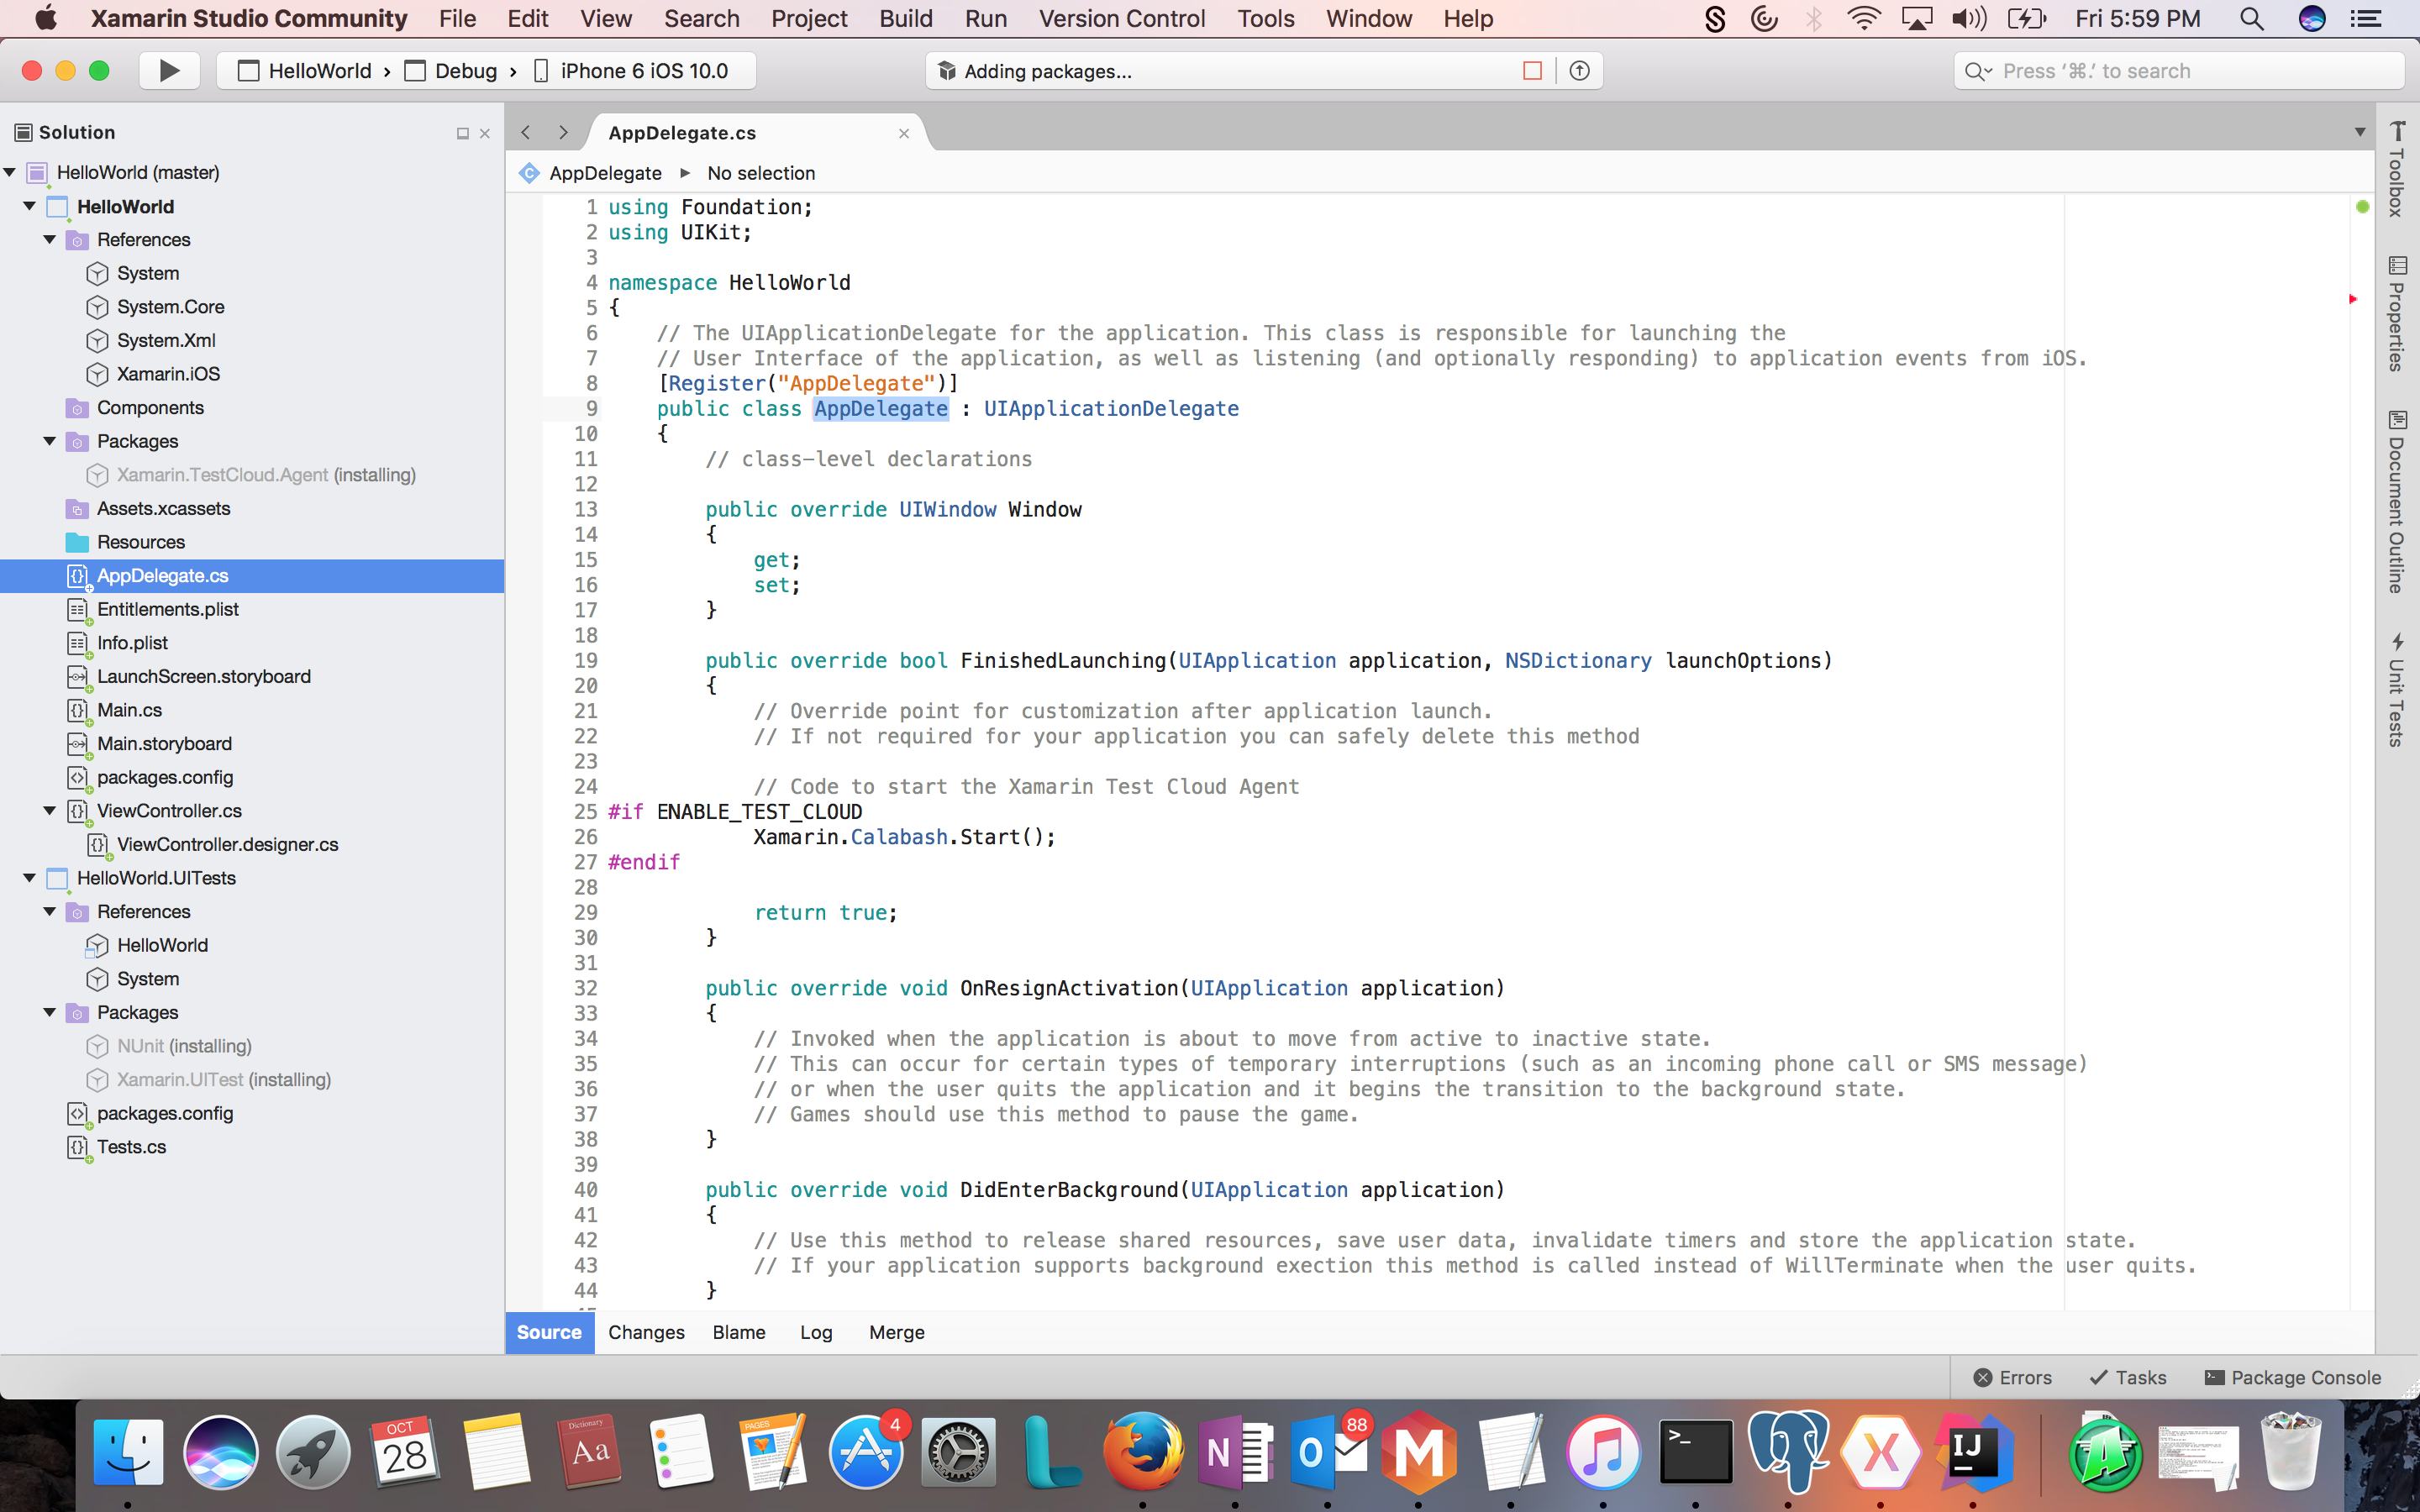 Xamarin Studio Community File Edit View Search Project Build Run Version Control Tools Window Help Fri 5:59 PM
HelloWorld › Debug › iPhone 6 iOS 10.0
Adding packages...
Press ‘⌘.’ to search
Solution
HelloWorld (master)
HelloWorld
References
System
System.Core
System.Xml
Xamarin.iOS
Components
Packages
Xamarin.TestCloud.Agent (installing)
Assets.xcassets
Resources
AppDelegate.cs
Entitlements.plist
Info.plist
LaunchScreen.storyboard
Main.cs
Main.storyboard
packages.config
ViewController.cs
ViewController.designer.cs
HelloWorld.UITests
References
HelloWorld
System
Packages
NUnit (installing)
Xamarin.UITest (installing)
packages.config
Tests.cs
AppDelegate.cs
AppDelegate ▸ No selection
1 using Foundation;
2 using UIKit;
3
4 namespace HelloWorld
5 {
6 // The UIApplicationDelegate for the application. This class is responsible for launching the
7 // User Interface of the application, as well as listening (and optionally responding) to application events from iOS.
8 [Register("AppDelegate")]
9 public class AppDelegate : UIApplicationDelegate
10 {
11 // class-level declarations
12
13 public override UIWindow Window
14 {
15 get;
16 set;
17 }
18
19 public override bool FinishedLaunching(UIApplication application, NSDictionary launchOptions)
20 {
21 // Override point for customization after application launch.
22 // If not required for your application you can safely delete this method
23
24 // Code to start the Xamarin Test Cloud Agent
25 #if ENABLE_TEST_CLOUD
26 Xamarin.Calabash.Start();
27 #endif
28
29 return true;
30 }
31
32 public override void OnResignActivation(UIApplication application)
33 {
34 // Invoked when the application is about to move from active to inactive state.
35 // This can occur for certain types of temporary interruptions (such as an incoming phone call or SMS message)
36 // or when the user quits the application and it begins the transition to the background state.
37 // Games should use this method to pause the game.
38 }
39
40 public override void DidEnterBackground(UIApplication application)
41 {
42 // Use this method to release shared resources, save user data, invalidate timers and store the application state.
43 // If your application supports background exection this method is called instead of WillTerminate when the user quits.
44 }
Source Changes Blame Log Merge
Toolbox
Properties
Document Outline
Unit Tests
Errors Tasks Package Console
OCT
28
Dictionary
Aa
PAGES
4
N
O
88
M
>_
X
IJ